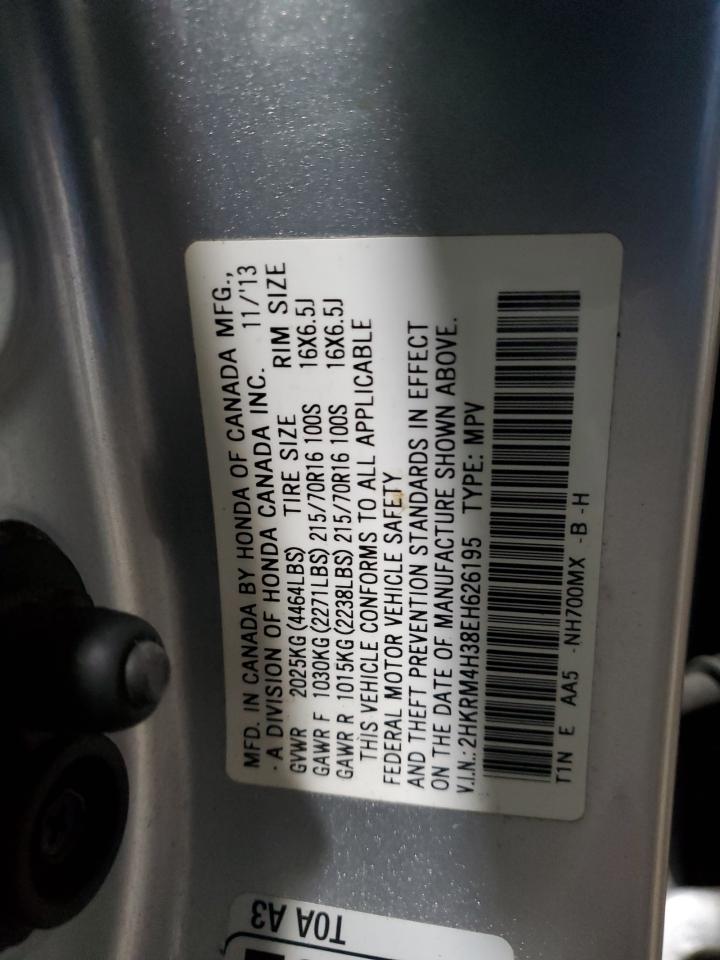 MFD. IN CANADA BY HONDA OF CANADA MFG.,
A DIVISION OF HONDA CANADA INC. 11/'13
GVWR 2025KG (4464LBS) TIRE SIZE RIM SIZE
GAWR F 1030KG (2271LBS) 215/70R16 100S 16X6.5J
GAWR R 1015KG (2238LBS) 215/70R16 100S 16X6.5J
THIS VEHICLE CONFORMS TO ALL APPLICABLE
FEDERAL MOTOR VEHICLE SAFETY
AND THEFT PREVENTION STANDARDS IN EFFECT
ON THE DATE OF MANUFACTURE SHOWN ABOVE.
V.I.N.: 2HKRM4H38EH626195 TYPE: MPV
T1N E AA5 -NH700MX -B -H
T0A A3